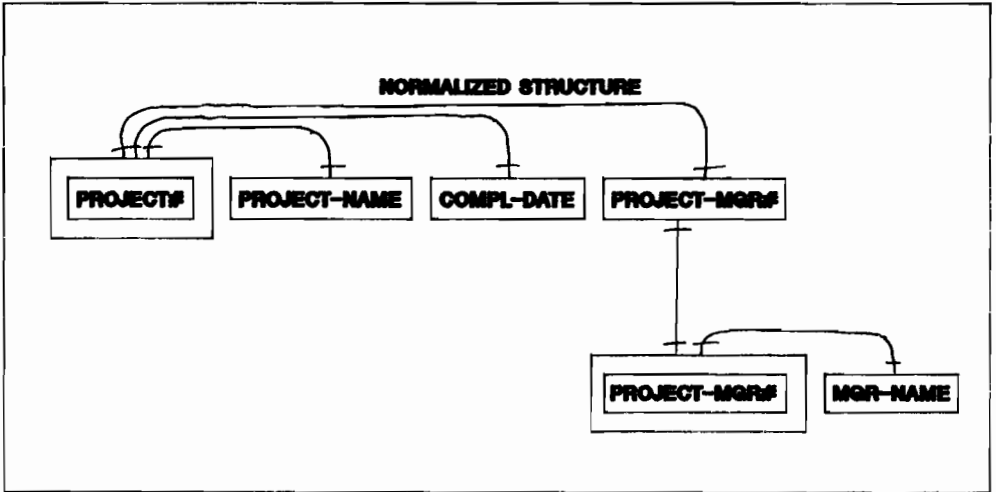 NORMALIZED STRUCTURE
PROJECT# PROJECT-NAME COMPL-DATE PROJECT-MGR#
PROJECT-MGR# MGR-NAME